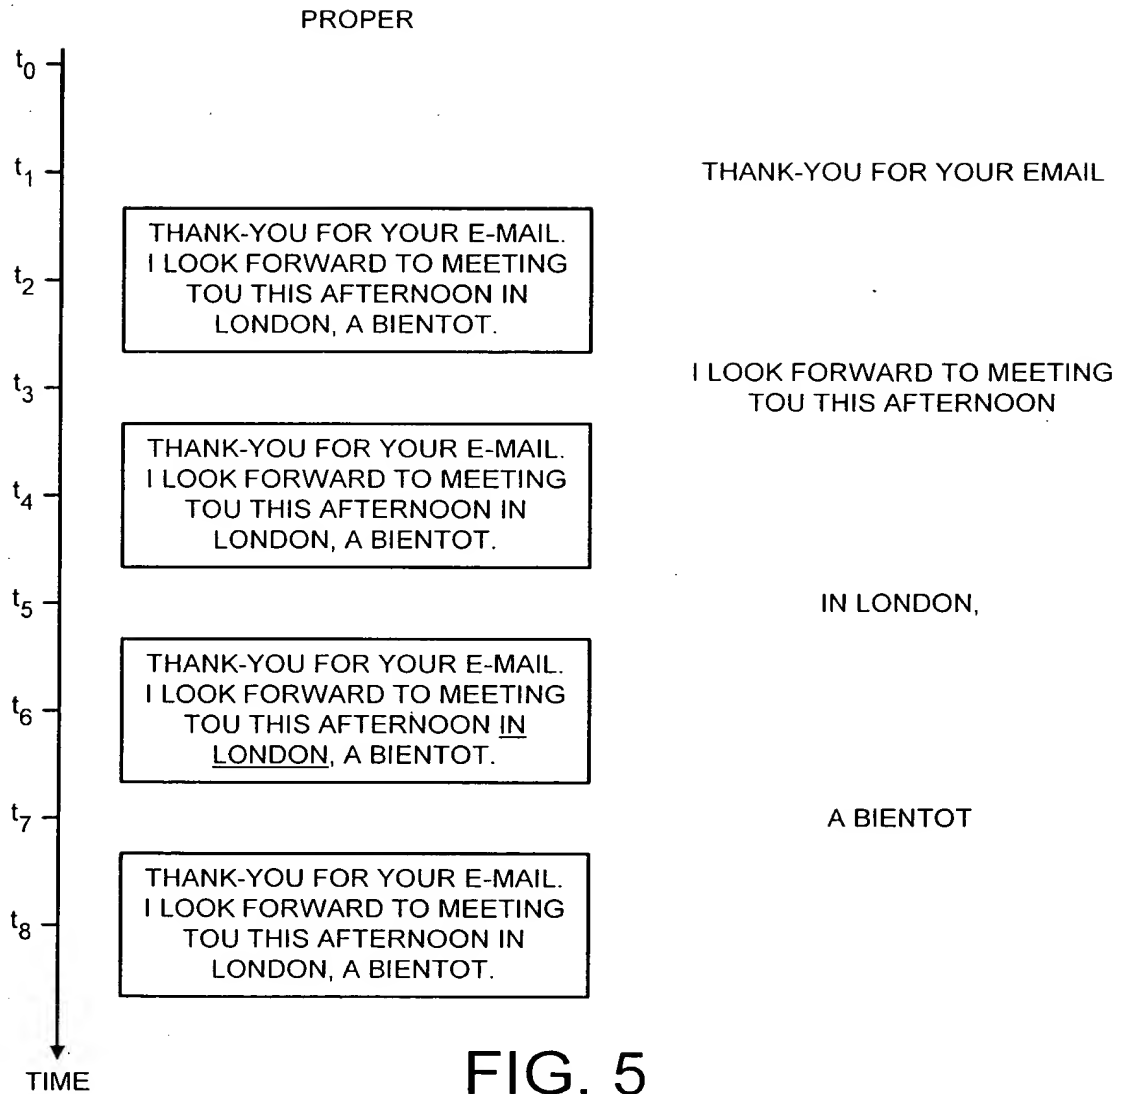 PROPER
t0
t1
THANK-YOU FOR YOUR EMAIL
THANK-YOU FOR YOUR E-MAIL.
I LOOK FORWARD TO MEETING
TOU THIS AFTERNOON IN
LONDON, A BIENTOT.
t2
t3
I LOOK FORWARD TO MEETING
TOU THIS AFTERNOON
THANK-YOU FOR YOUR E-MAIL.
I LOOK FORWARD TO MEETING
TOU THIS AFTERNOON IN
LONDON, A BIENTOT.
t4
t5
IN LONDON,
THANK-YOU FOR YOUR E-MAIL.
I LOOK FORWARD TO MEETING
TOU THIS AFTERNOON IN
LONDON, A BIENTOT.
t6
t7
A BIENTOT
THANK-YOU FOR YOUR E-MAIL.
I LOOK FORWARD TO MEETING
TOU THIS AFTERNOON IN
LONDON, A BIENTOT.
t8
TIME
FIG. 5